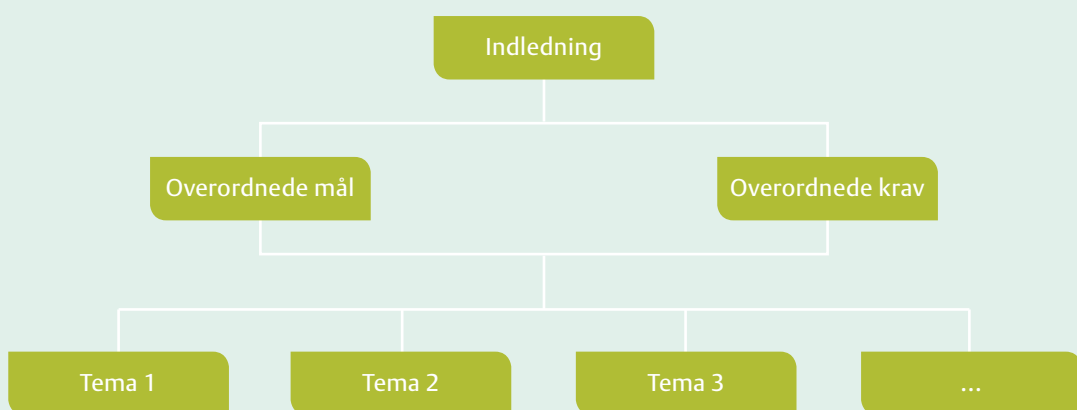 Indledning
Overordnede mål
Overordnede krav
Tema 1
Tema 2
Tema 3
...